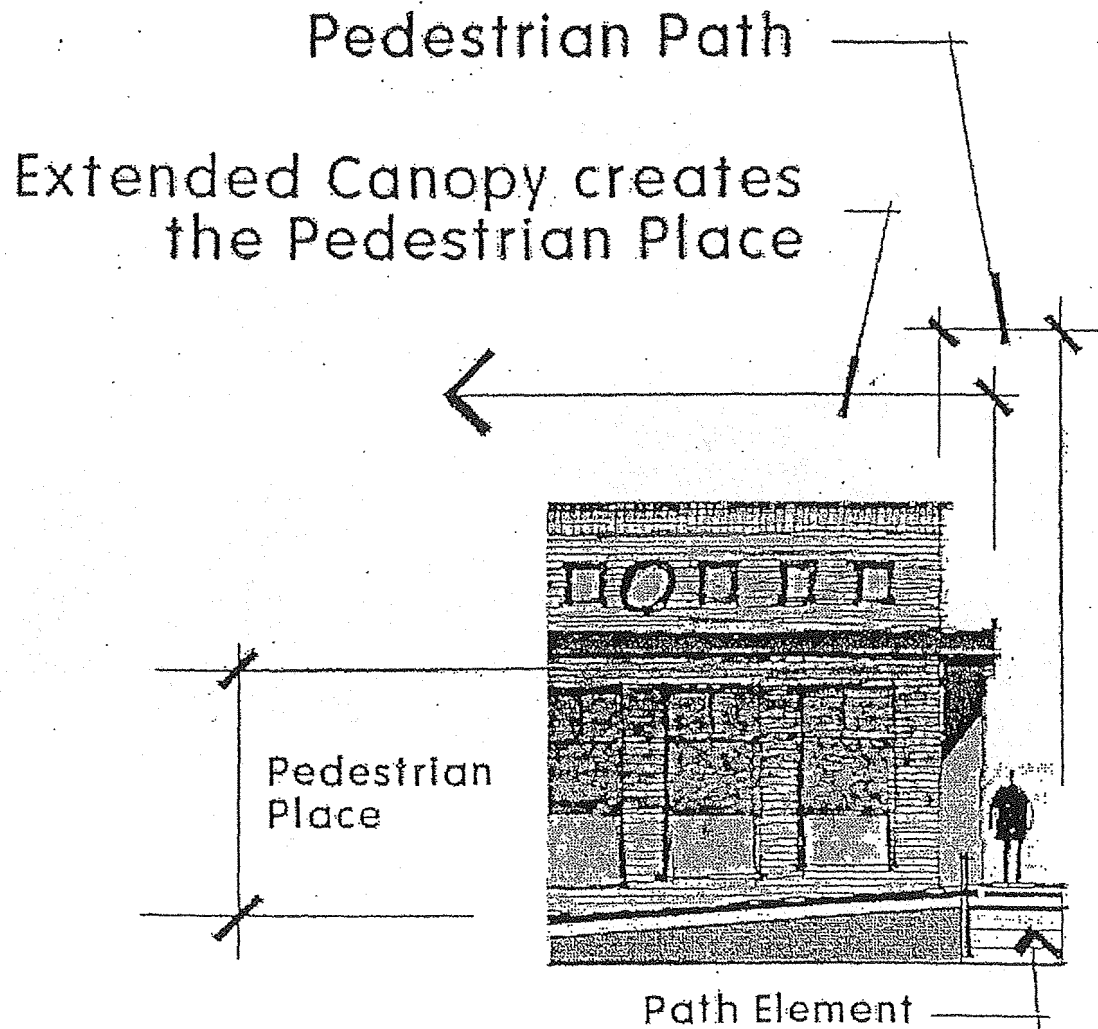 Pedestrian Path
Extended Canopy creates
the Pedestrian Place
Pedestrian
Place
Path Element